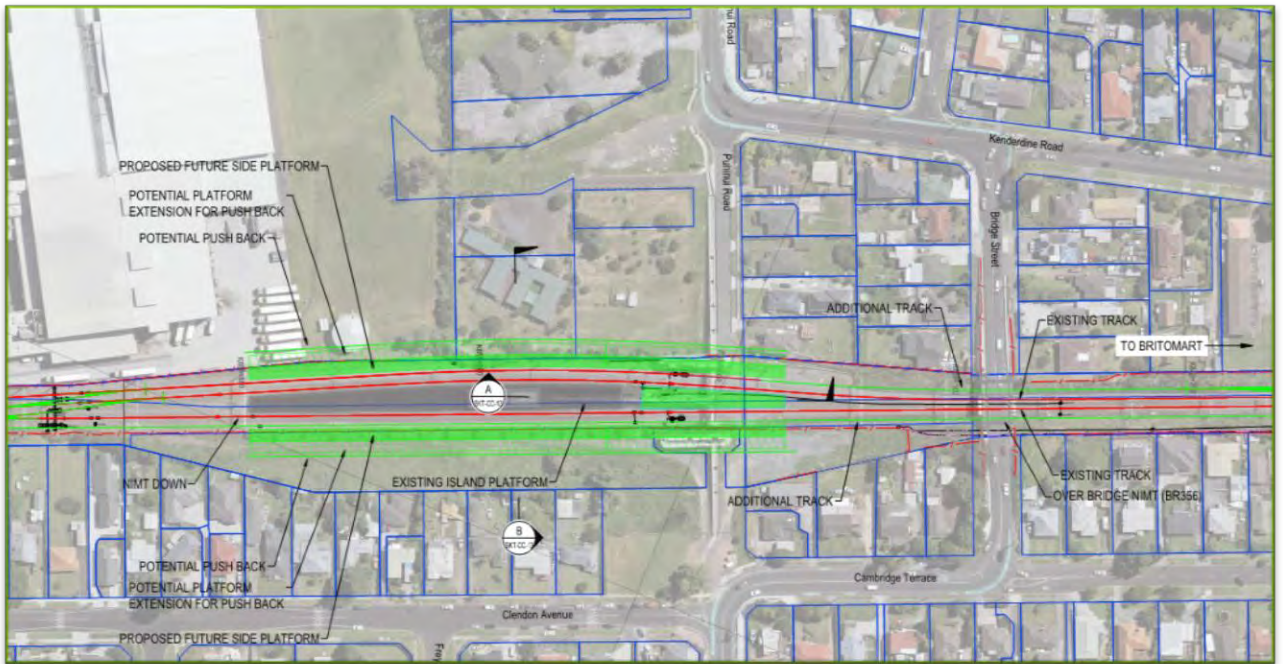 Kenderdine Road
Puhinui Road
Bridge Street
PROPOSED FUTURE SIDE PLATFORM
POTENTIAL PLATFORM
EXTENSION FOR PUSH BACK
POTENTIAL PUSH BACK
ADDITIONAL TRACK
EXISTING TRACK
TO BRITOMART
A
NIMT DOWN
EXISTING ISLAND PLATFORM
ADDITIONAL TRACK
EXISTING TRACK
OVER BRIDGE NIMT (BR356)
B
POTENTIAL PUSH BACK
POTENTIAL PLATFORM
EXTENSION FOR PUSH BACK
PROPOSED FUTURE SIDE PLATFORM
Cambridge Terrace
Clendon Avenue